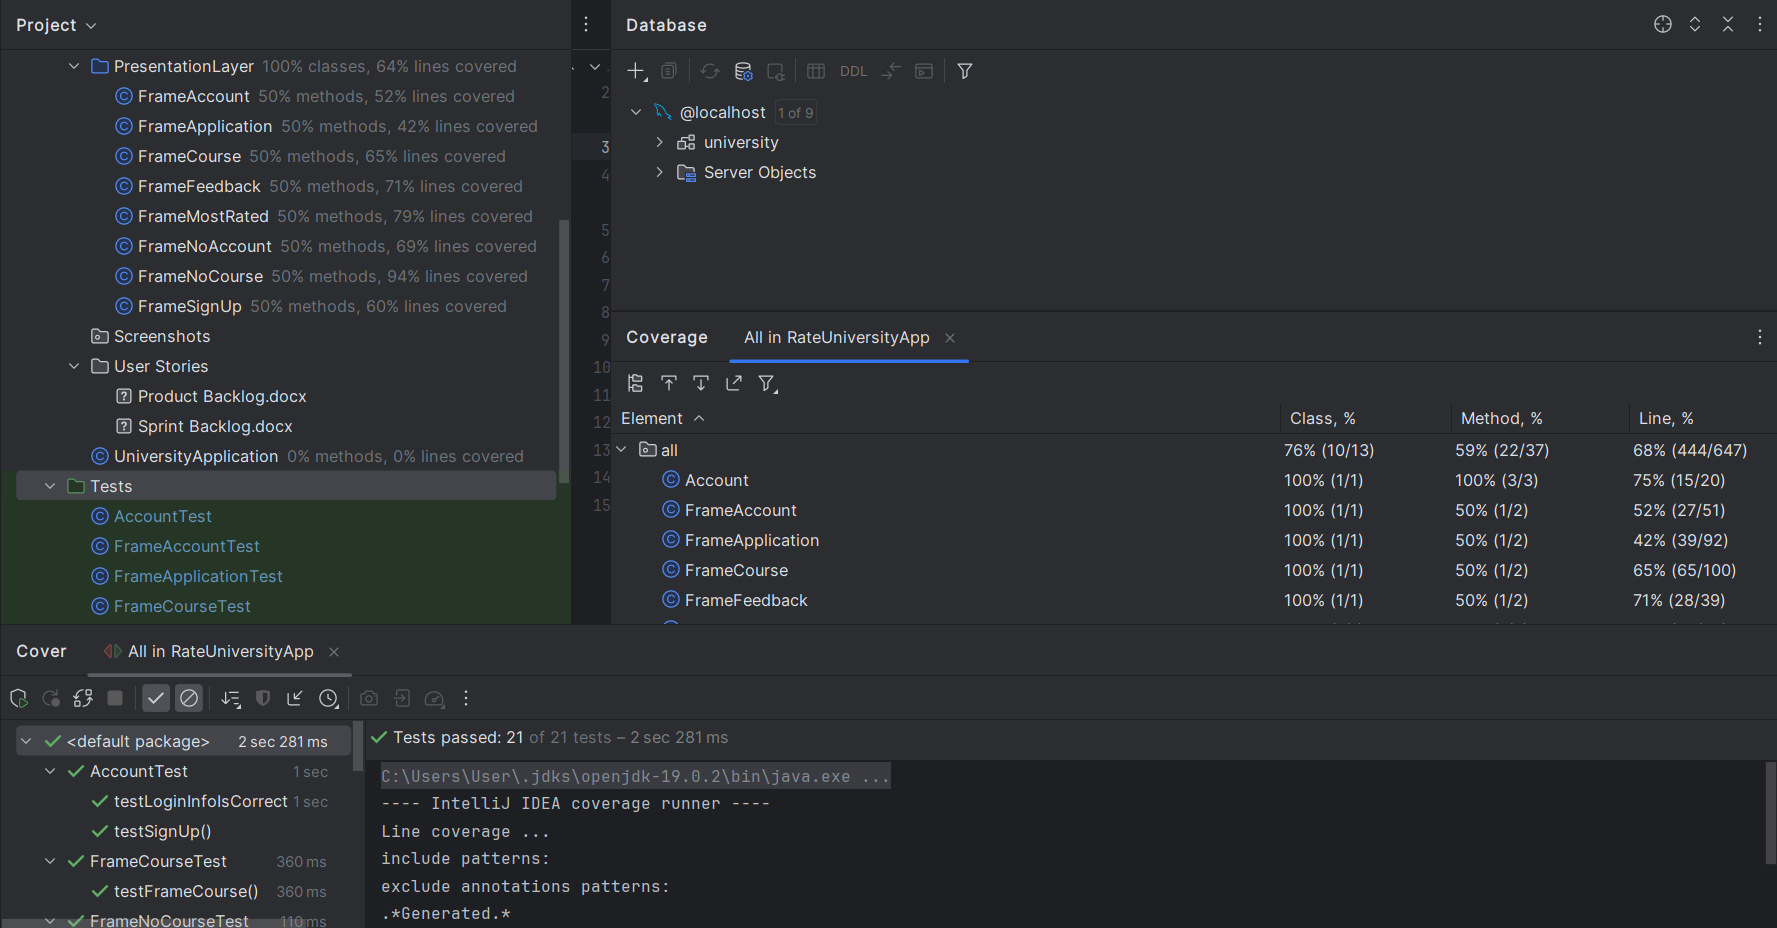 Project
PresentationLayer 100% classes, 64% lines covered
FrameAccount 50% methods, 52% lines covered
FrameApplication 50% methods, 42% lines covered
FrameCourse 50% methods, 65% lines covered
FrameFeedback 50% methods, 71% lines covered
FrameMostRated 50% methods, 79% lines covered
FrameNoAccount 50% methods, 69% lines covered
FrameNoCourse 50% methods, 94% lines covered
FrameSignUp 50% methods, 60% lines covered
Screenshots
User Stories
Product Backlog.docx
Sprint Backlog.docx
UniversityApplication 0% methods, 0% lines covered
Tests
AccountTest
FrameAccountTest
FrameApplicationTest
FrameCourseTest
2
3
4
5
6
7
8
9
10
11
12
13
14
15
Database
DDL
@localhost 1 of 9
university
Server Objects
Coverage All in RateUniversityApp
Element Class, % Method, % Line, %
all 76% (10/13) 59% (22/37) 68% (444/647)
Account 100% (1/1) 100% (3/3) 75% (15/20)
FrameAccount 100% (1/1) 50% (1/2) 52% (27/51)
FrameApplication 100% (1/1) 50% (1/2) 42% (39/92)
FrameCourse 100% (1/1) 50% (1/2) 65% (65/100)
FrameFeedback 100% (1/1) 50% (1/2) 71% (28/39)
Cover All in RateUniversityApp
<default package> 2 sec 281 ms
AccountTest 1 sec
testLoginInfoIsCorrect 1 sec
testSignUp()
FrameCourseTest 360 ms
testFrameCourse() 360 ms
FrameNoCourseTest 110 ms
Tests passed: 21 of 21 tests – 2 sec 281 ms
C:\Users\User\.jdks\openjdk-19.0.2\bin\java.exe ...
---- IntelliJ IDEA coverage runner ----
Line coverage ...
include patterns:
exclude annotations patterns:
.*Generated.*